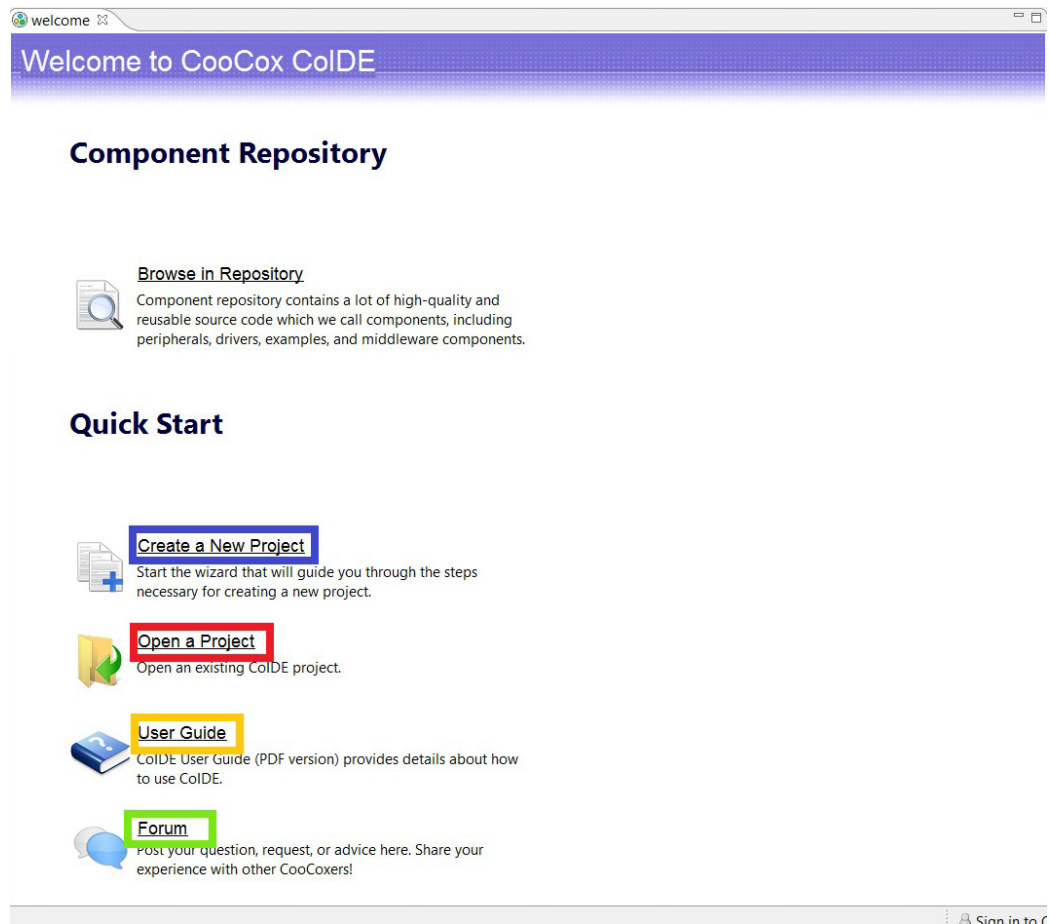 welcome
Welcome to CooCox CoIDE
Component Repository
Browse in Repository
Component repository contains a lot of high-quality and
reusable source code which we call components, including
peripherals, drivers, examples, and middleware components.
Quick Start
Create a New Project
Start the wizard that will guide you through the steps
necessary for creating a new project.
Open a Project
Open an existing CoIDE project.
User Guide
CoIDE User Guide (PDF version) provides details about how
to use CoIDE.
Forum
Post your question, request, or advice here. Share your
experience with other CooCoxers!
Sign in to